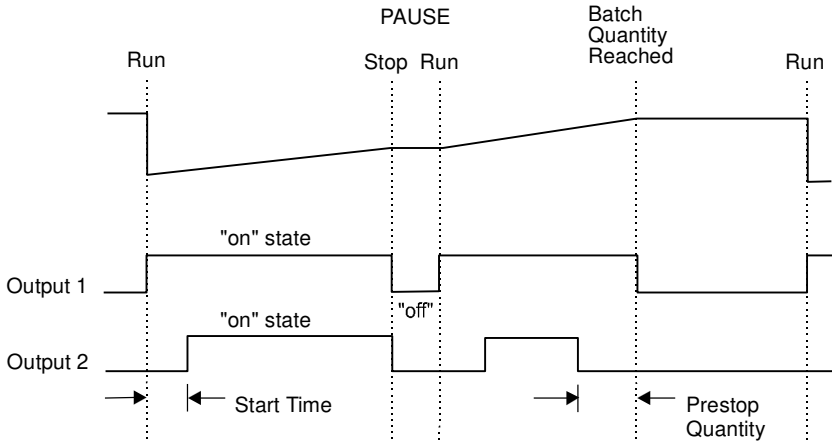 PAUSE
Batch
Quantity
Reached
Run
Stop
Run
Run
"on" state
Output 1
"off"
"on" state
Output 2
Start Time
Prestop
Quantity